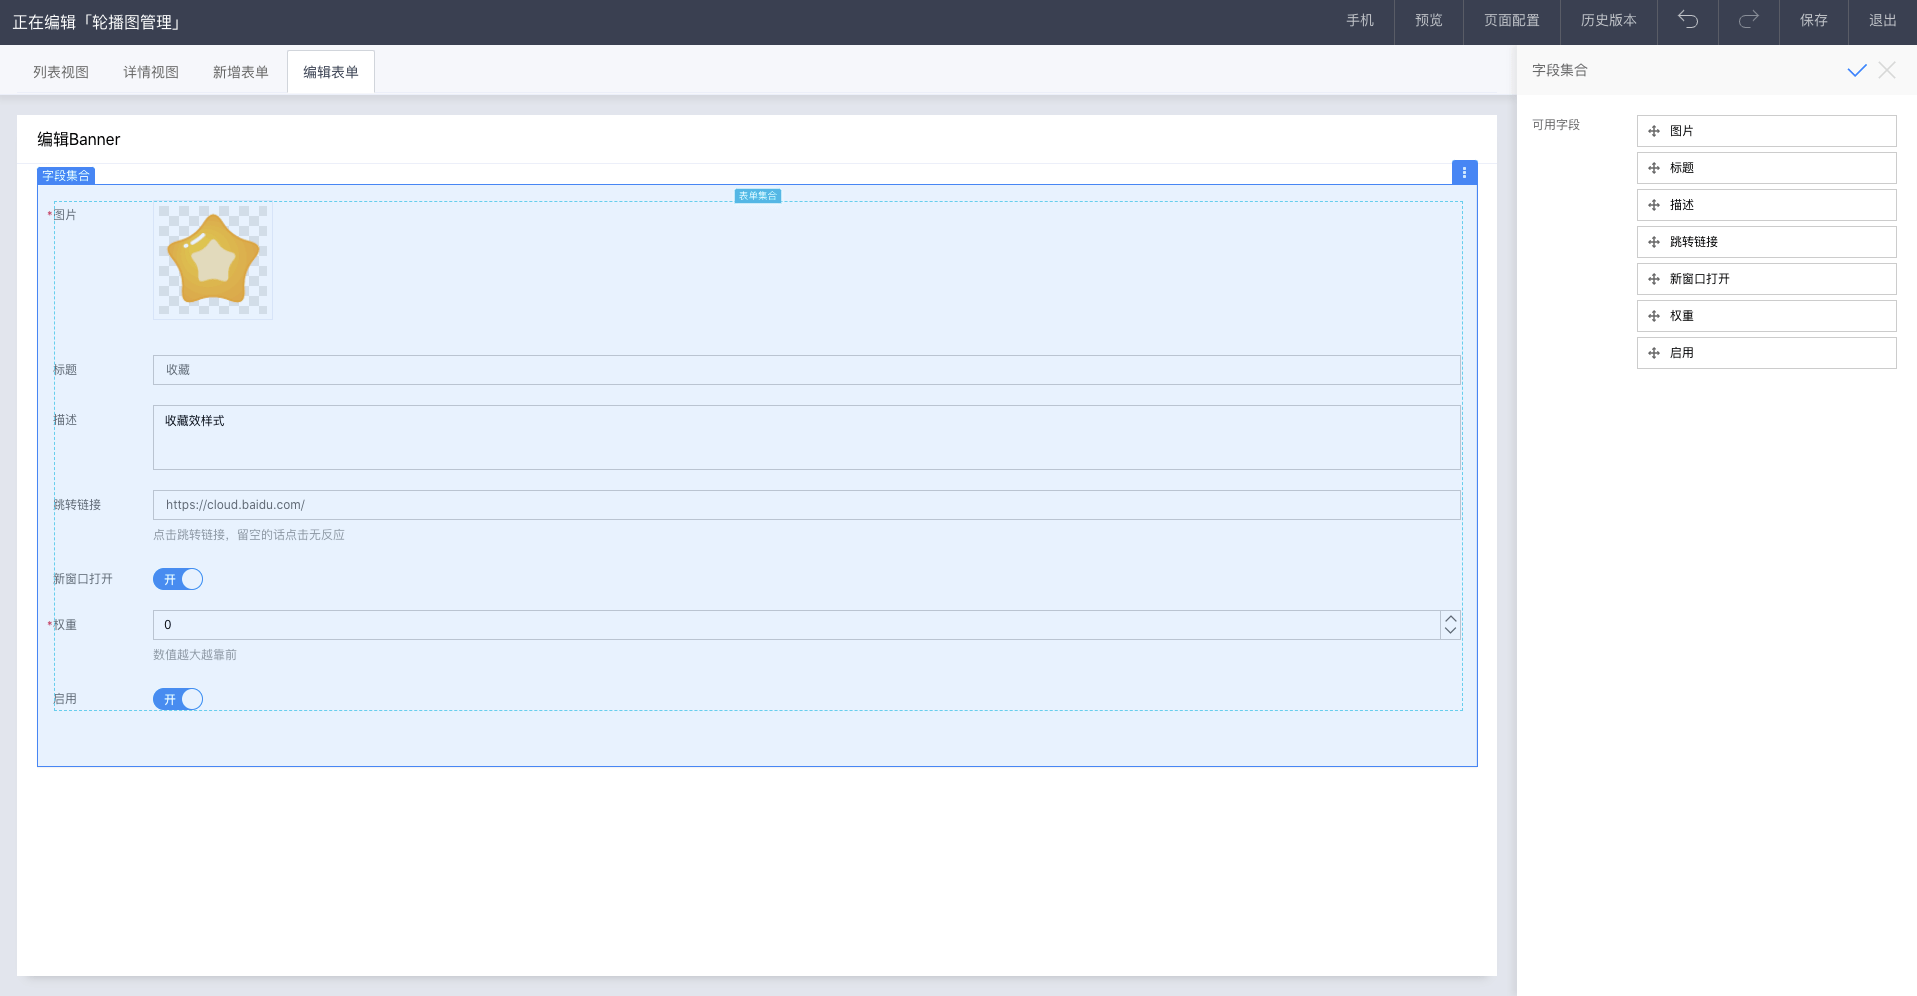 正在编辑「轮播图管理」
手机
预览
页面配置
历史版本
保存
退出
列表视图
详情视图
新增表单
编辑表单
编辑Banner
字段集合
表单集合
*图片
标题
收藏
描述
收藏效样式
跳转链接
https://cloud.baidu.com/
点击跳转链接，留空的话点击无反应
新窗口打开
开
*权重
0
数值越大越靠前
启用
开
字段集合
可用字段
图片
标题
描述
跳转链接
新窗口打开
权重
启用